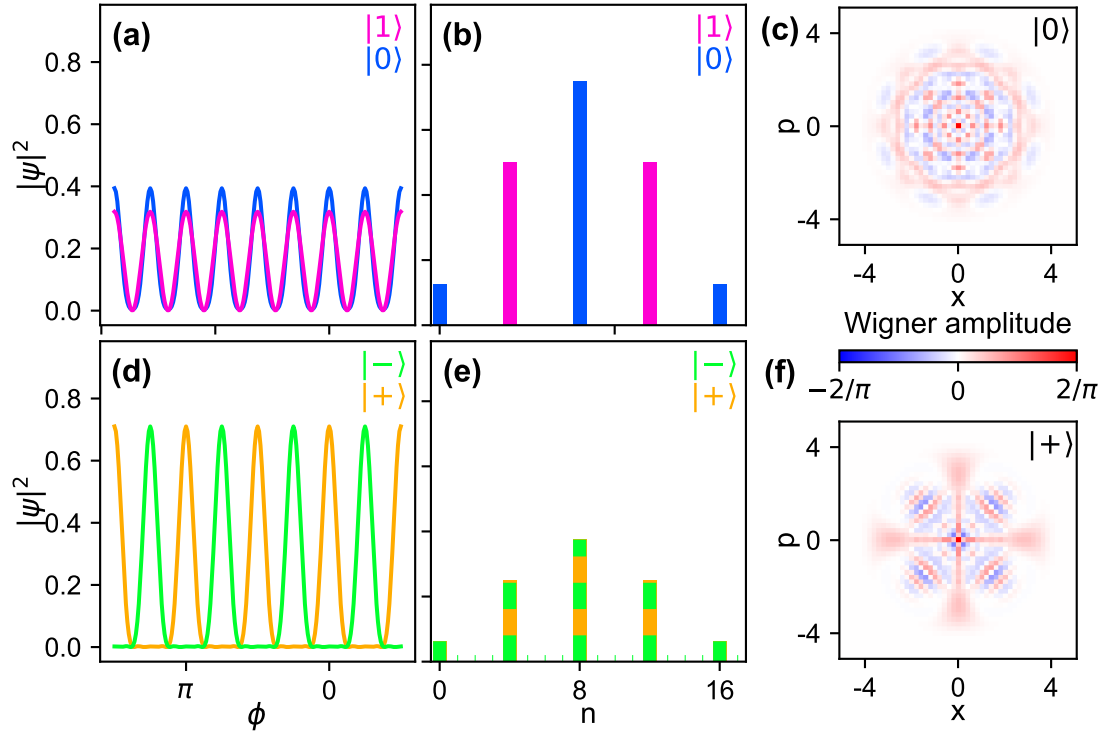 (a)
|1⟩
|0⟩
0.8
0.6
0.4
0.2
0.0
|ψ|²
(b)
|1⟩
|0⟩
(c)
|0⟩
4
0
-4
p
-4 0 4
x
Wigner amplitude
−2/π 0 2/π
(d)
|−⟩
|+⟩
0.8
0.6
0.4
0.2
0.0
|ψ|²
π 0
ϕ
(e)
|−⟩
|+⟩
0 8 16
n
(f)
|+⟩
4
0
-4
p
-4 0 4
x